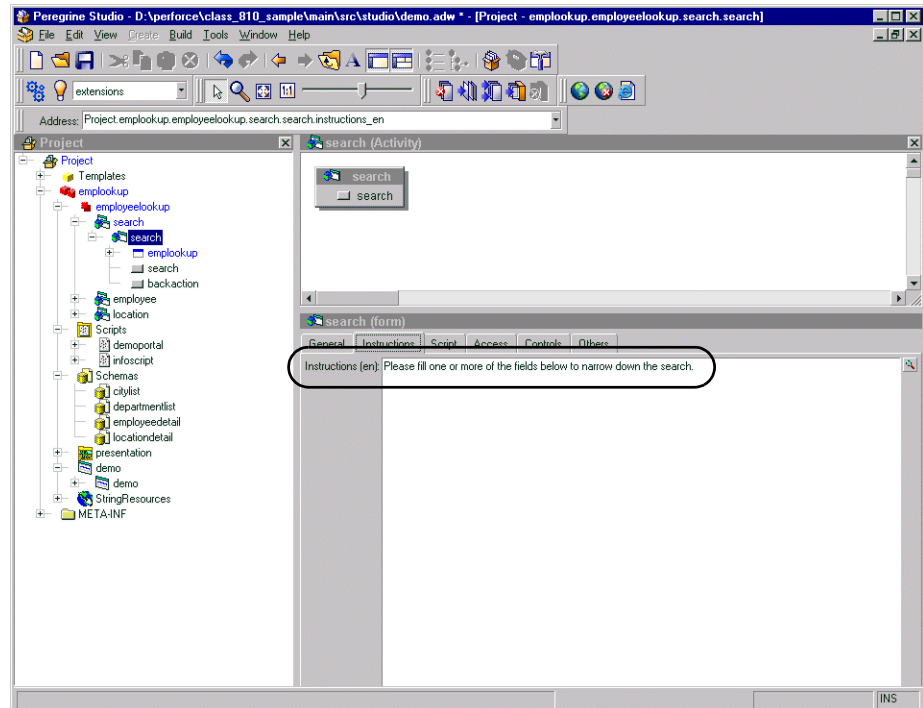 Peregrine Studio - D:\perforce\class_810_sample\main\src\studio\demo.adw * - [Project - emplookup.employeelookup.search.search]
File Edit View Create Build Tools Window Help
A 
extensions 1:1
Address: Project.emplookup.employeelookup.search.search.instructions_en
Project
Project
Templates
emplookup
employeelookup
search
search
emplookup
search
backaction
employee
location
Scripts
demoportal
infoscript
Schemas
citylist
departmentlist
employeedetail
locationdetail
presentation
demo
demo
StringResources
META-INF
search (Activity)
search
search
search (form)
General Instructions Script Access Controls Others
Instructions (en): Please fill one or more of the fields below to narrow down the search.
INS